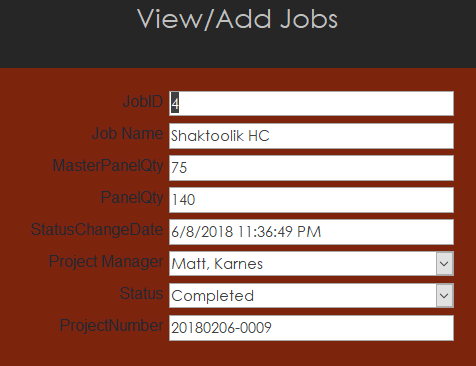 View/Add Jobs
JobID 4
Job Name Shaktoolik HC
MasterPanelQty 75
PanelQty 140
StatusChangeDate 6/8/2018 11:36:49 PM
Project Manager Matt, Karnes
Status Completed
ProjectNumber 20180206-0009